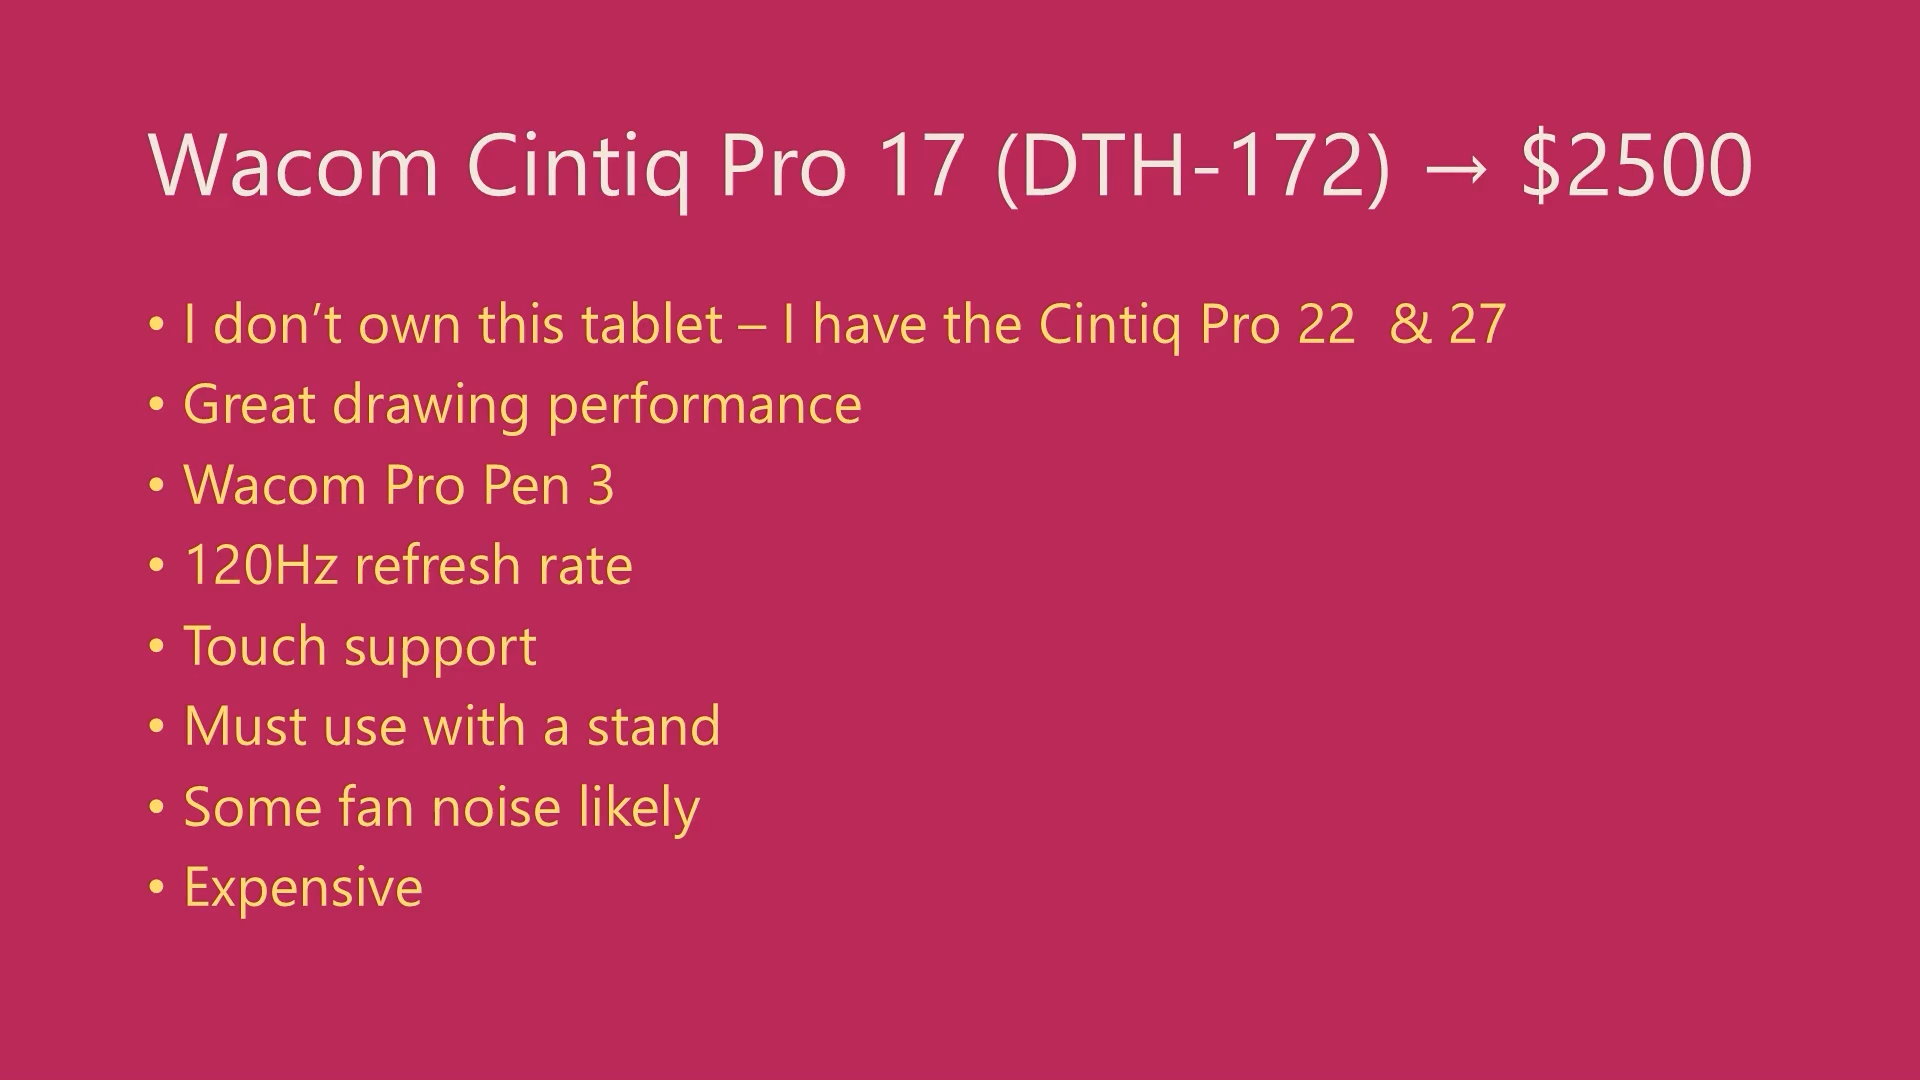 Wacom Cintiq Pro 17 (DTH-172) → $2500
• I don’t own this tablet – I have the Cintiq Pro 22  & 27
• Great drawing performance
• Wacom Pro Pen 3
• 120Hz refresh rate
• Touch support
• Must use with a stand
• Some fan noise likely
• Expensive